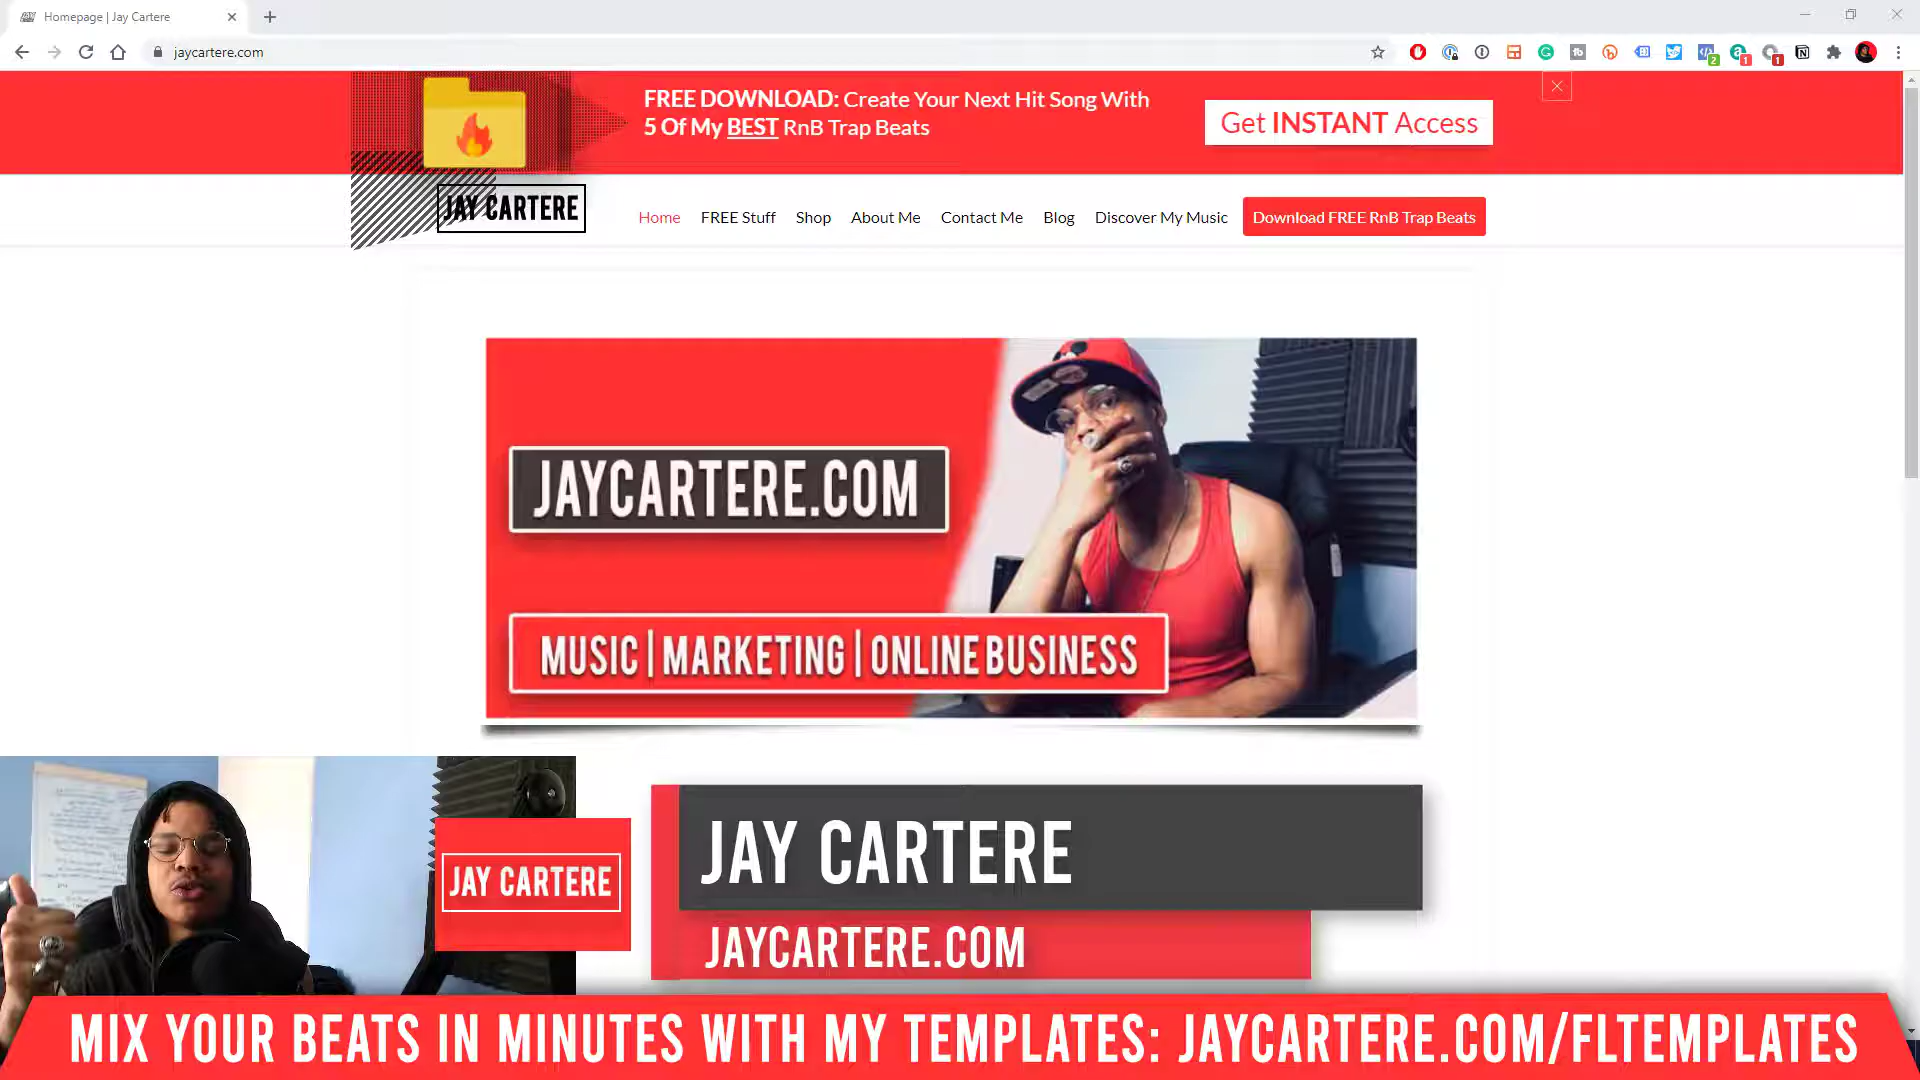 Homepage | Jay Cartere
jaycartere.com
2
1
1
FREE DOWNLOAD: Create Your Next Hit Song With
5 Of My BEST RnB Trap Beats
Get INSTANT Access
JAY CARTERE
Home
FREE Stuff
Shop
About Me
Contact Me
Blog
Discover My Music
Download FREE RnB Trap Beats
JAYCARTERE.COM
MUSIC | MARKETING | ONLINE BUSINESS
JAY CARTERE
JAY CARTERE
JAYCARTERE.COM
MIX YOUR BEATS IN MINUTES WITH MY TEMPLATES: JAYCARTERE.COM/FLTEMPLATES